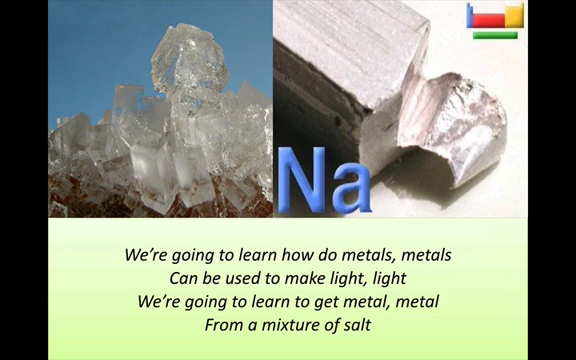 Na
We're going to learn how do metals, metals
Can be used to make light, light
We're going to learn to get metal, metal
From a mixture of salt